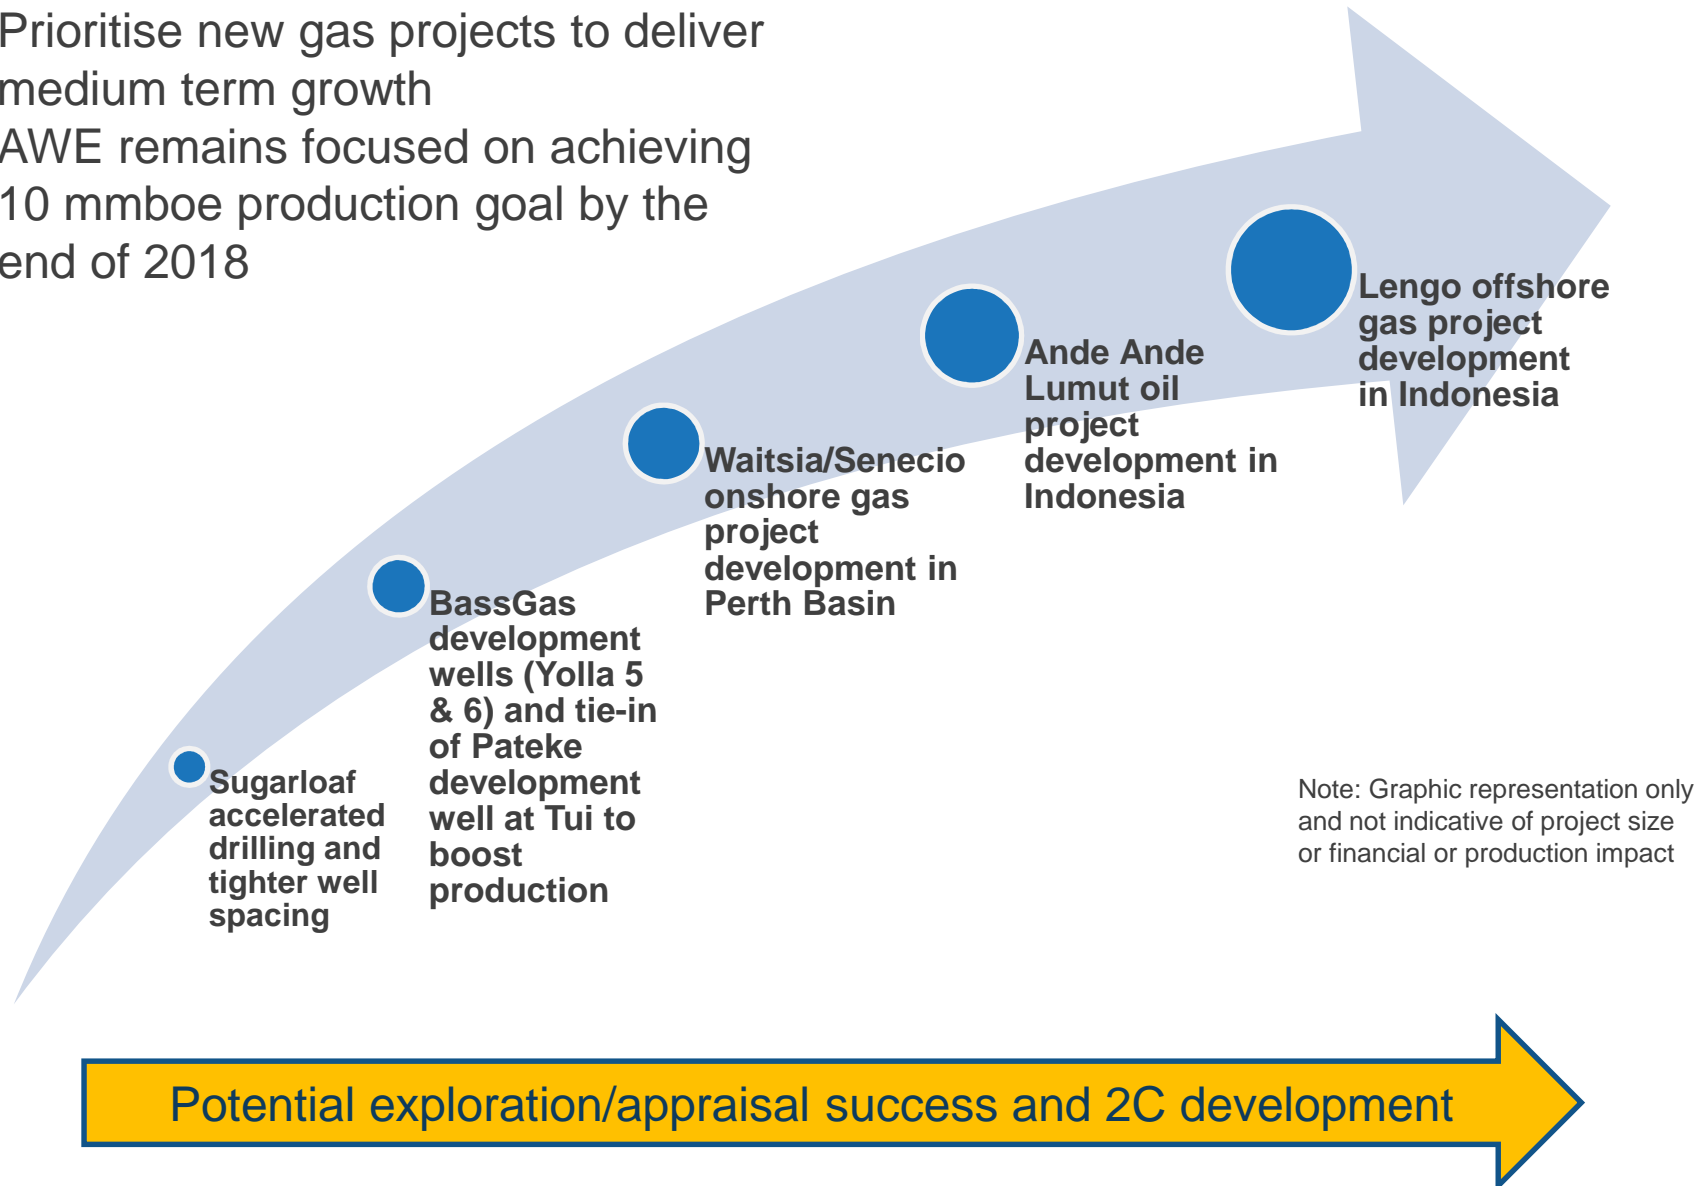 Prioritise new gas projects to deliver
medium term growth
AWE remains focused on achieving
10 mmboe production goal by the
end of 2018
Lengo offshore
gas project
development
in Indonesia
Ande Ande
Lumut oil
project
development in
Indonesia
Waitsia/Senecio
onshore gas
project
development in
Perth Basin
BassGas
development
wells (Yolla 5
& 6) and tie-in
of Pateke
development
well at Tui to
boost
production
Sugarloaf
accelerated
drilling and
tighter well
spacing
Note: Graphic representation only
and not indicative of project size
or financial or production impact
Potential exploration/appraisal success and 2C development